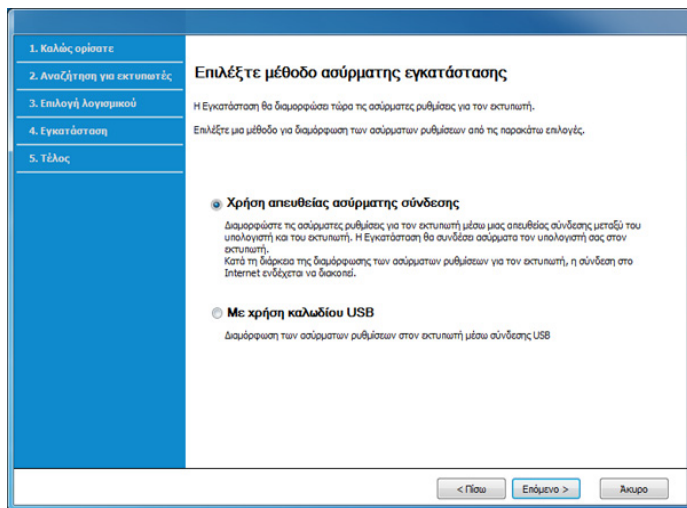 1. Καλώς ορίσατε
2. Αναζήτηση για εκτυπωτές
3. Επιλογή λογισμικού
4. Εγκατάσταση
5. Τέλος
Επιλέξτε μέθοδο ασύρματης εγκατάστασης
Η Εγκατάσταση θα διαμορφώσει τώρα τις ασύρματες ρυθμίσεις για τον εκτυπωτή.
Επιλέξτε μια μέθοδο για διαμόρφωση των ασύρματων ρυθμίσεων από τις παρακάτω επιλογές.
Χρήση απευθείας ασύρματης σύνδεσης
Διαμορφώστε τις ασύρματες ρυθμίσεις για τον εκτυπωτή μέσω μιας απευθείας σύνδεσης μεταξύ του
υπολογιστή και του εκτυπωτή. Η Εγκατάσταση θα συνδέσει ασύρματα τον υπολογιστή σας στον
εκτυπωτή.
Κατά τη διάρκεια της διαμόρφωσης των ασύρματων ρυθμίσεων για τον εκτυπωτή, η σύνδεση στο
Internet ενδέχεται να διακοπεί.
Με χρήση καλωδίου USB
Διαμόρφωση των ασύρματων ρυθμίσεων στον εκτυπωτή μέσω σύνδεσης USB
< Πίσω
Επόμενο >
Άκυρο